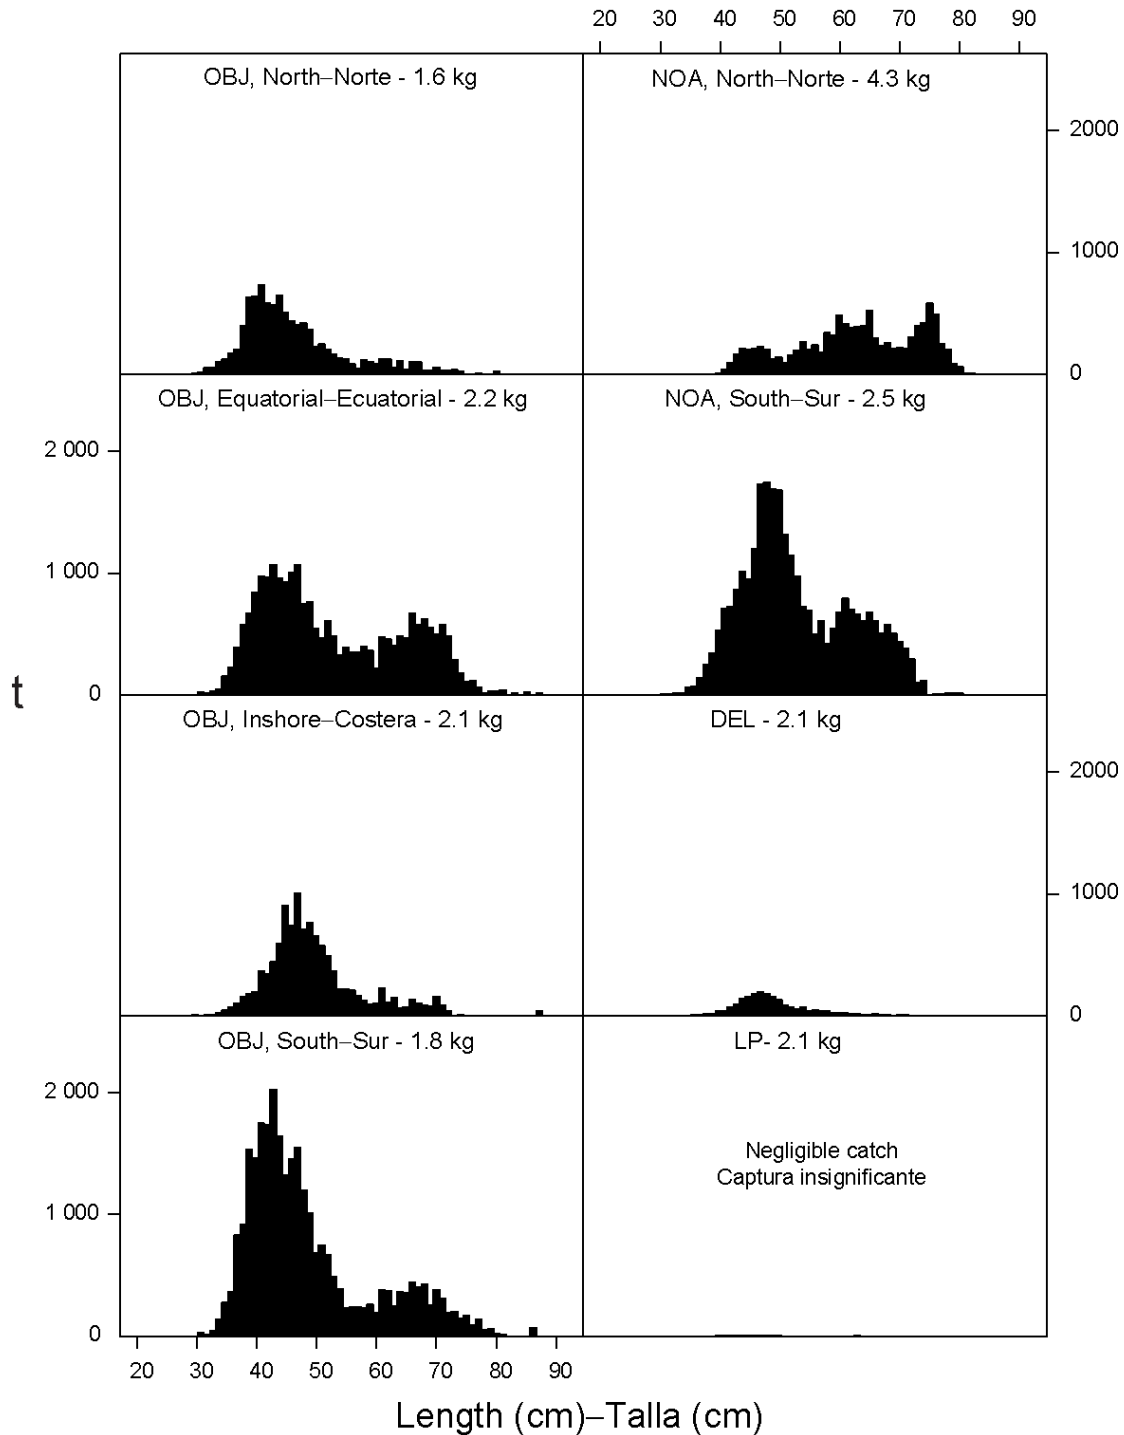 20 30 40 50 60 70 80 90
OBJ, North–Norte - 1.6 kg
NOA, North–Norte - 4.3 kg
2000
1000
0
OBJ, Equatorial–Ecuatorial - 2.2 kg
NOA, South–Sur - 2.5 kg
2 000
1 000
0
t
OBJ, Inshore–Costera - 2.1 kg
DEL - 2.1 kg
2000
1000
0
OBJ, South–Sur - 1.8 kg
LP- 2.1 kg
2 000
1 000
0
Negligible catch
Captura insignificante
20 30 40 50 60 70 80 90
Length (cm)–Talla (cm)